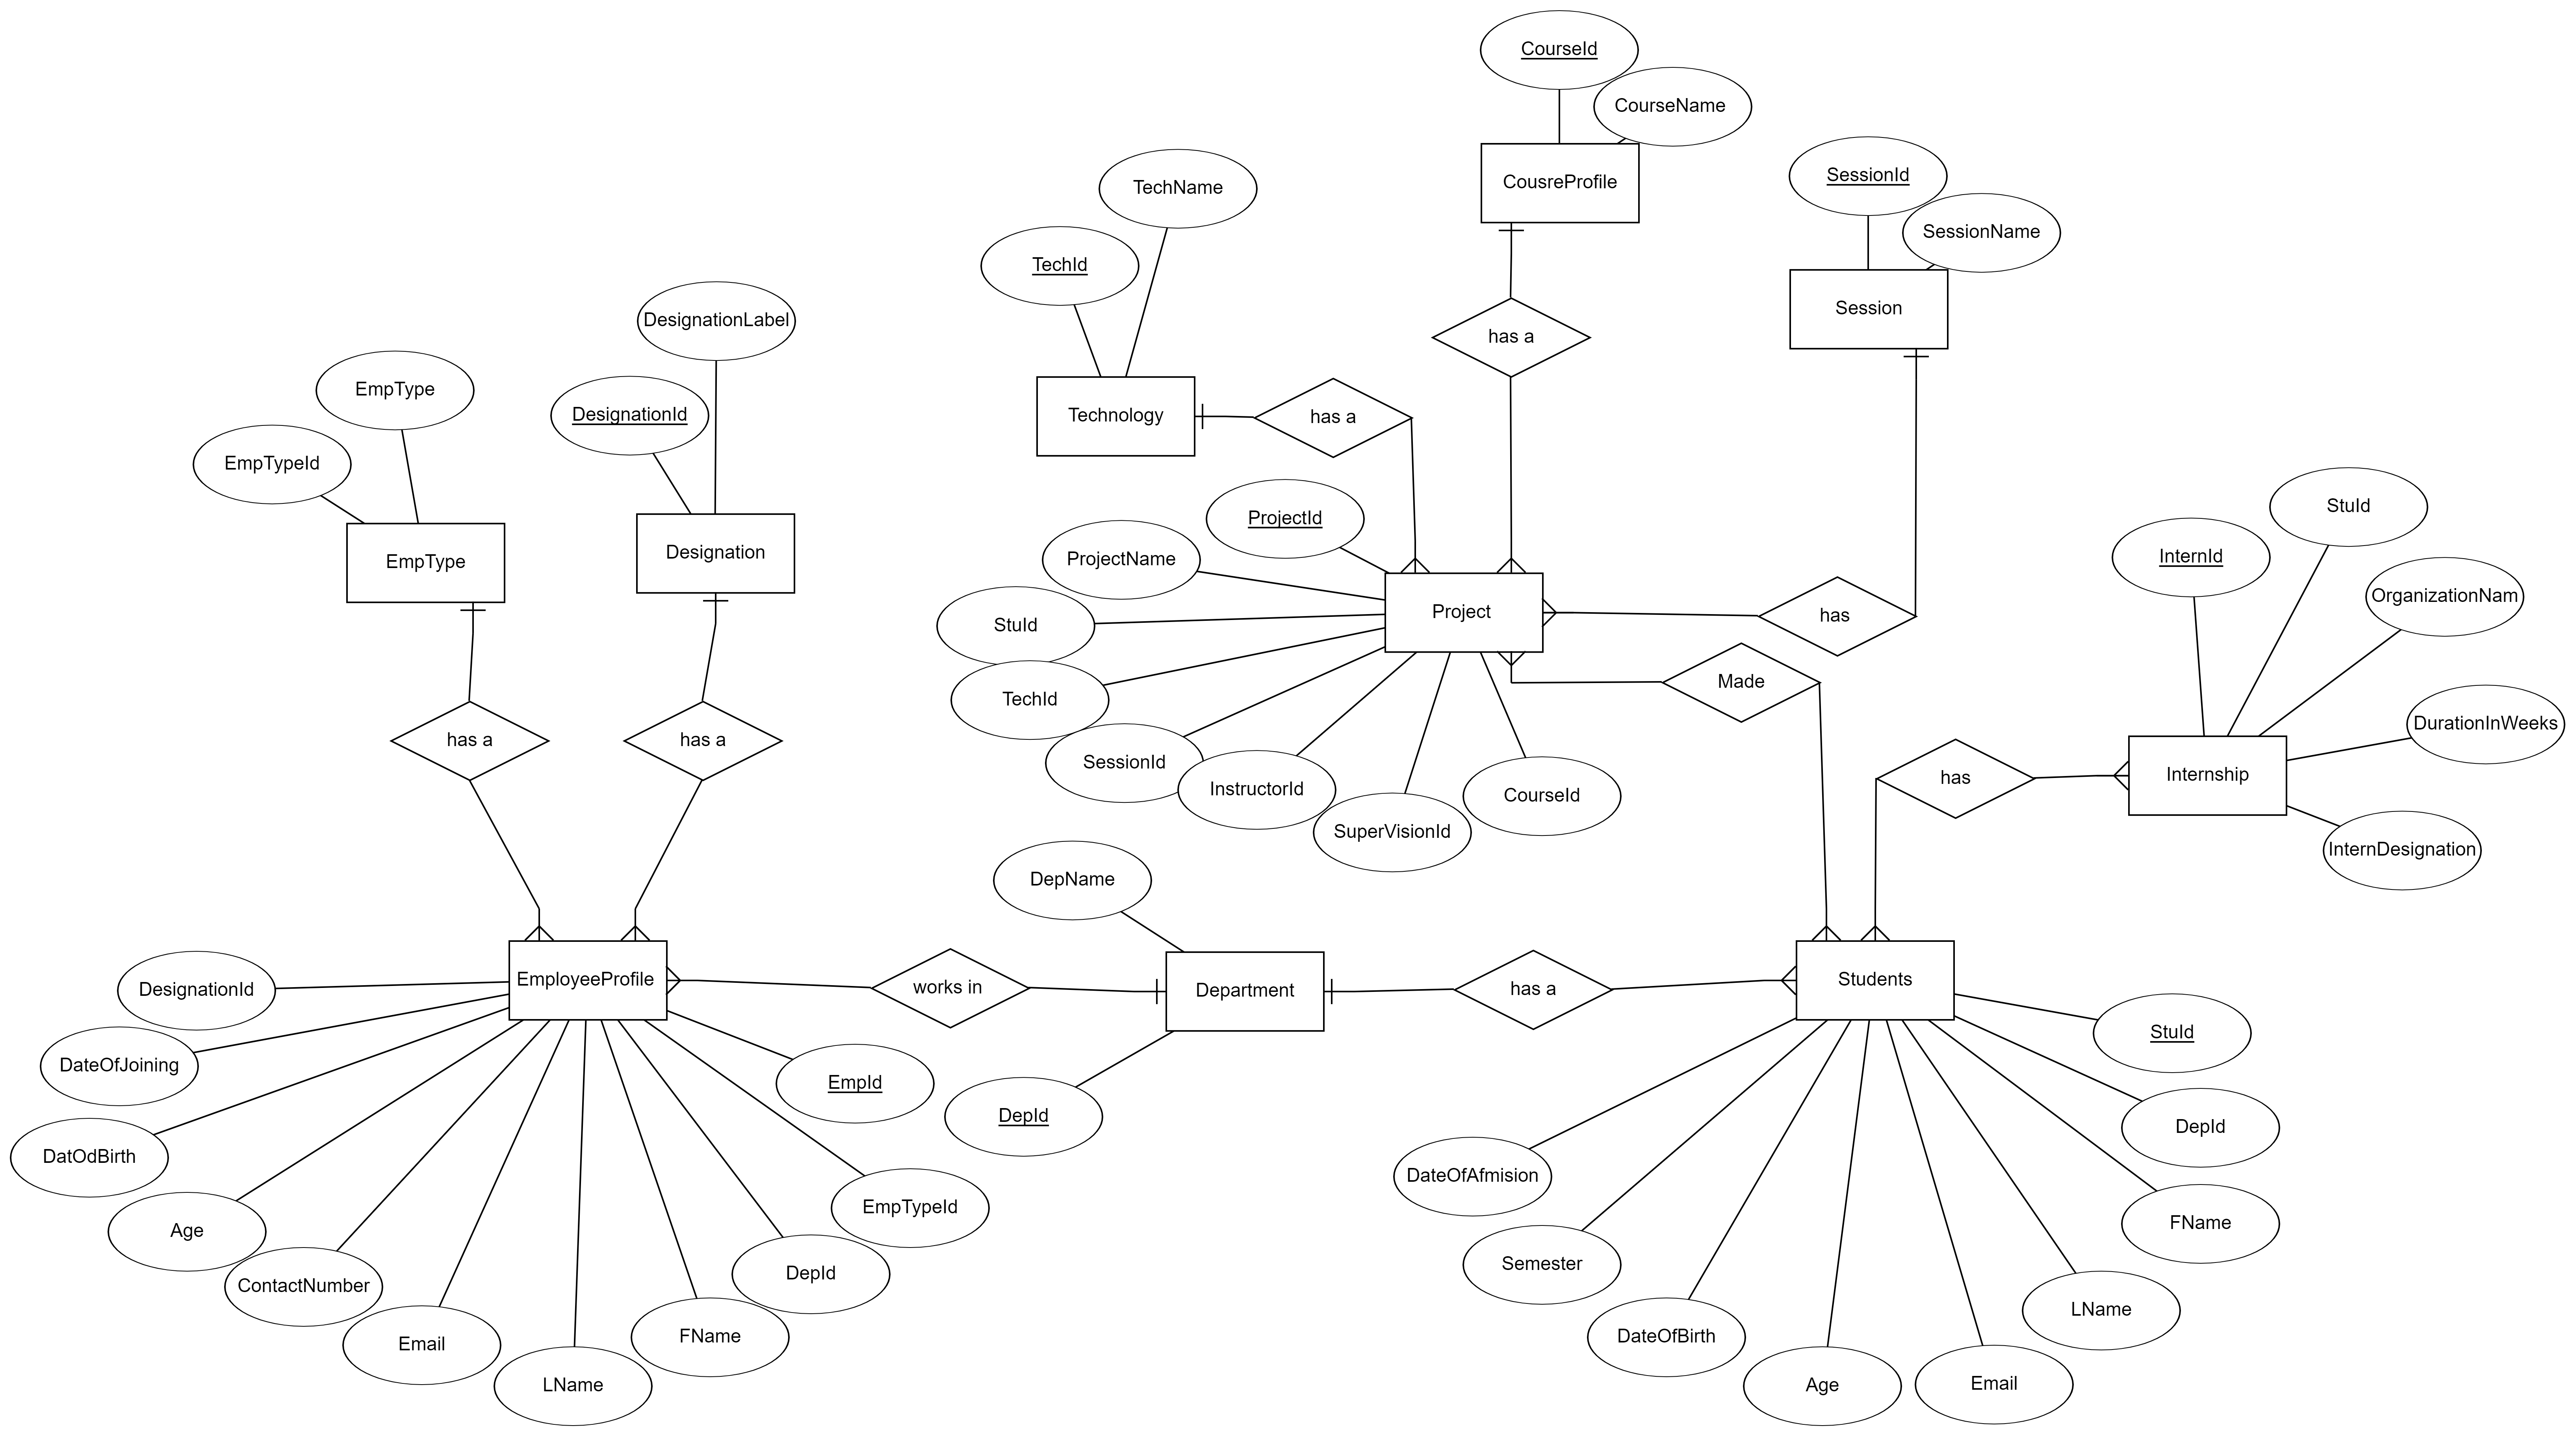 CourseId
CourseName
CousreProfile
SessionId
SessionName
Session
TechName
TechId
Technology
has a
has a
DesignationLabel
DesignationId
Designation
EmpType
EmpTypeId
EmpType
has a
has a
ProjectId
ProjectName
StuId
TechId
SessionId
InstructorId
SuperVisionId
CourseId
Project
has
Made
StuId
InternId
OrganizationNam
DurationInWeeks
InternDesignation
Internship
has
DepName
Department
DepId
works in
has a
EmployeeProfile
DesignationId
DateOfJoining
DatOdBirth
Age
ContactNumber
Email
LName
FName
DepId
EmpTypeId
EmpId
Students
StuId
DepId
FName
LName
Email
Age
DateOfBirth
Semester
DateOfAfmision